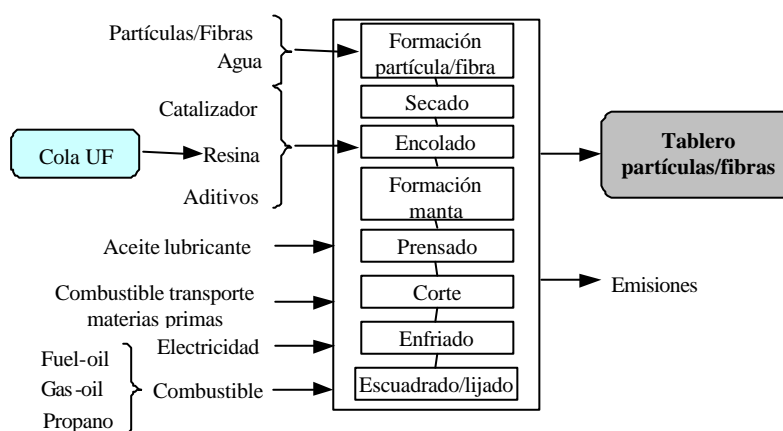 Partículas/Fibras
Agua
Catalizador
Cola UF
Resina
Aditivos
Aceite lubricante
Combustible transporte
materias primas
Electricidad
Fuel-oil
Gas-oil
Propano
Combustible
Formación
partícula/fibra
Secado
Encolado
Formación
manta
Prensado
Corte
Enfriado
Escuadrado/lijado
Tablero
partículas/fibras
Emisiones